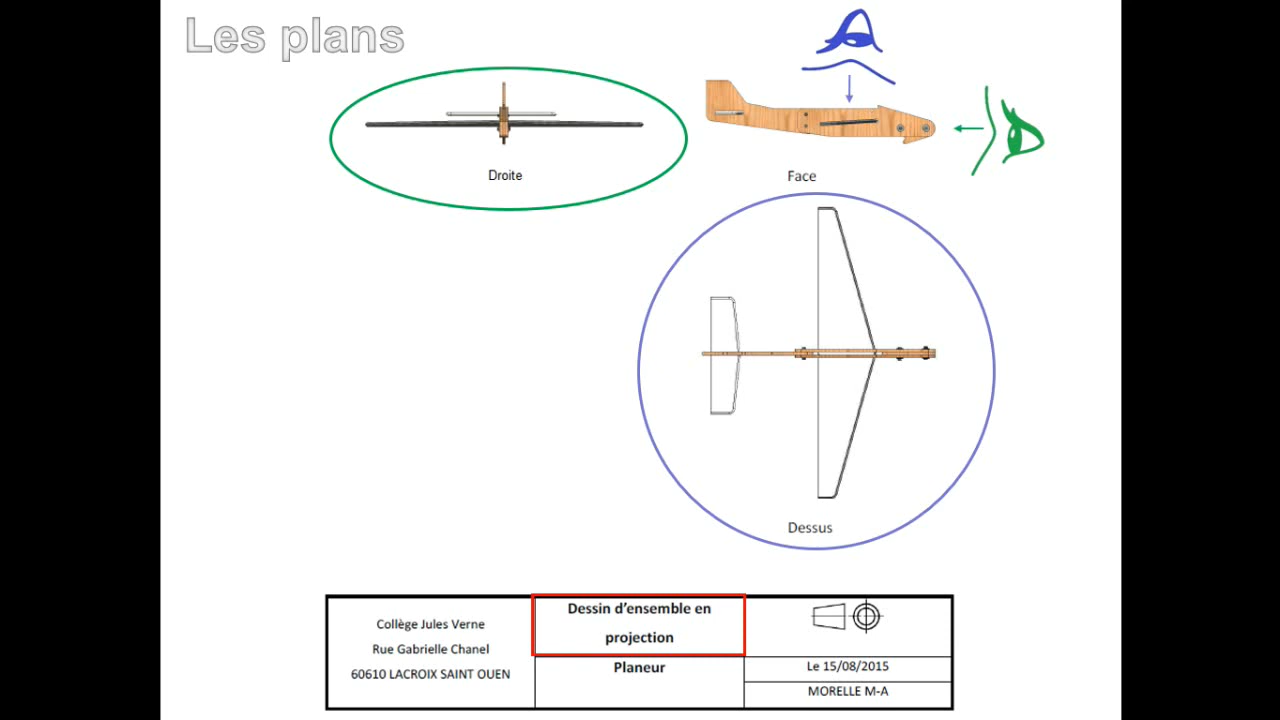 Les plans
Droite
Face
Dessus
Collège Jules Verne
Rue Gabrielle Chanel
60610 LACROIX SAINT OUEN
Dessin d’ensemble en
projection
Planeur
Le 15/08/2015
MORELLE M-A